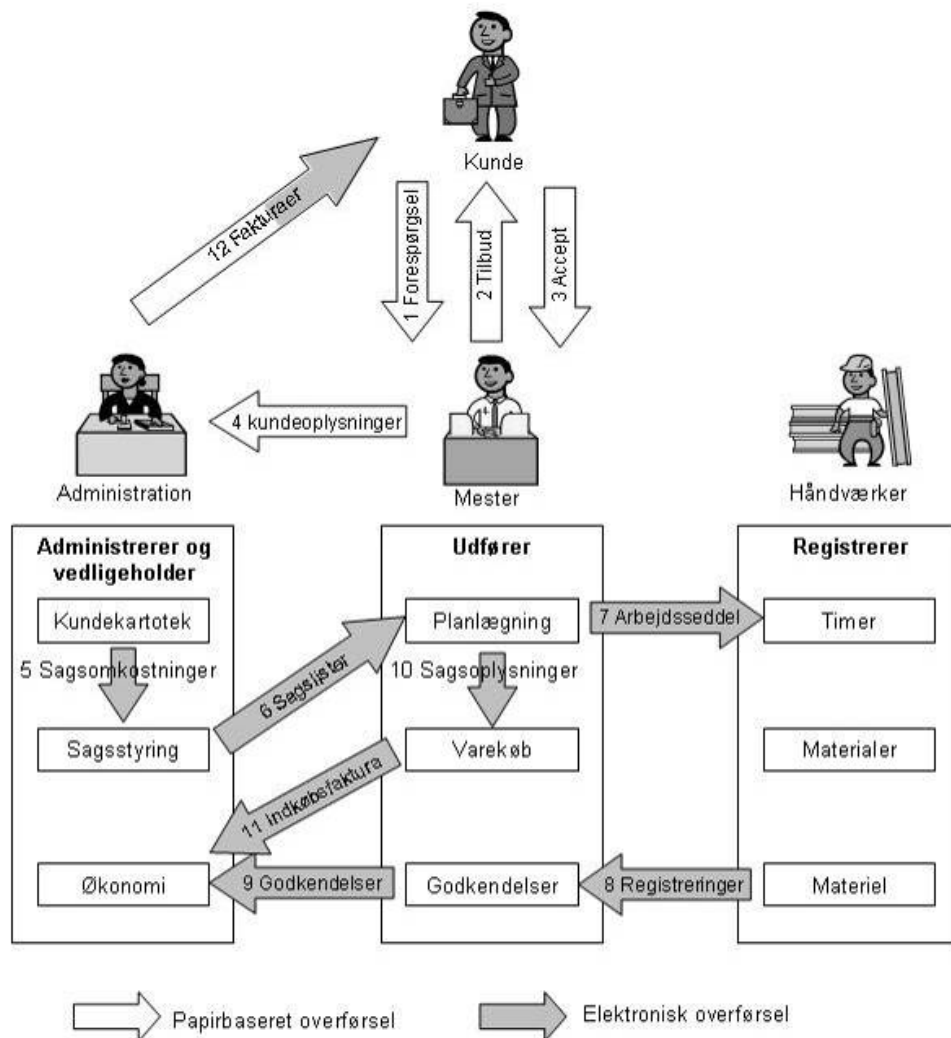 Kunde
12 Fakturaer
1 Forespørgsel
2 Tilbud
3 Accept
4 kundeoplysninger
Administration
Mester
Håndværker
Administrerer og
vedligeholder
Kundekartotek
5 Sagsomkostninger
Sagsstyring
Økonomi
6 Sagslister
11 Indkøbsfaktura
9 Godkendelser
Udfører
Planlægning
10 Sagsoplysninger
Varekøb
Godkendelser
7 Arbejdsseddel
8 Registreringer
Registrerer
Timer
Materialer
Materiel
Papirbaseret overførsel
Elektronisk overførsel